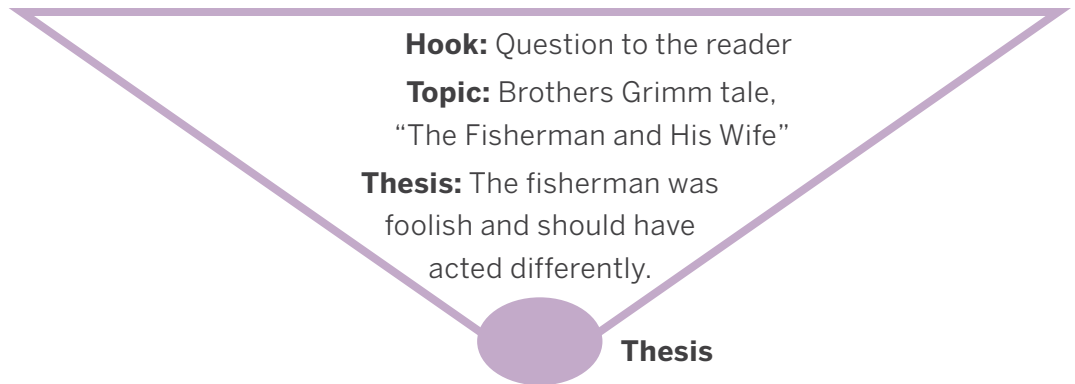 Hook: Question to the reader
Topic: Brothers Grimm tale,
“The Fisherman and His Wife”
Thesis: The fisherman was
foolish and should have
acted differently.
Thesis